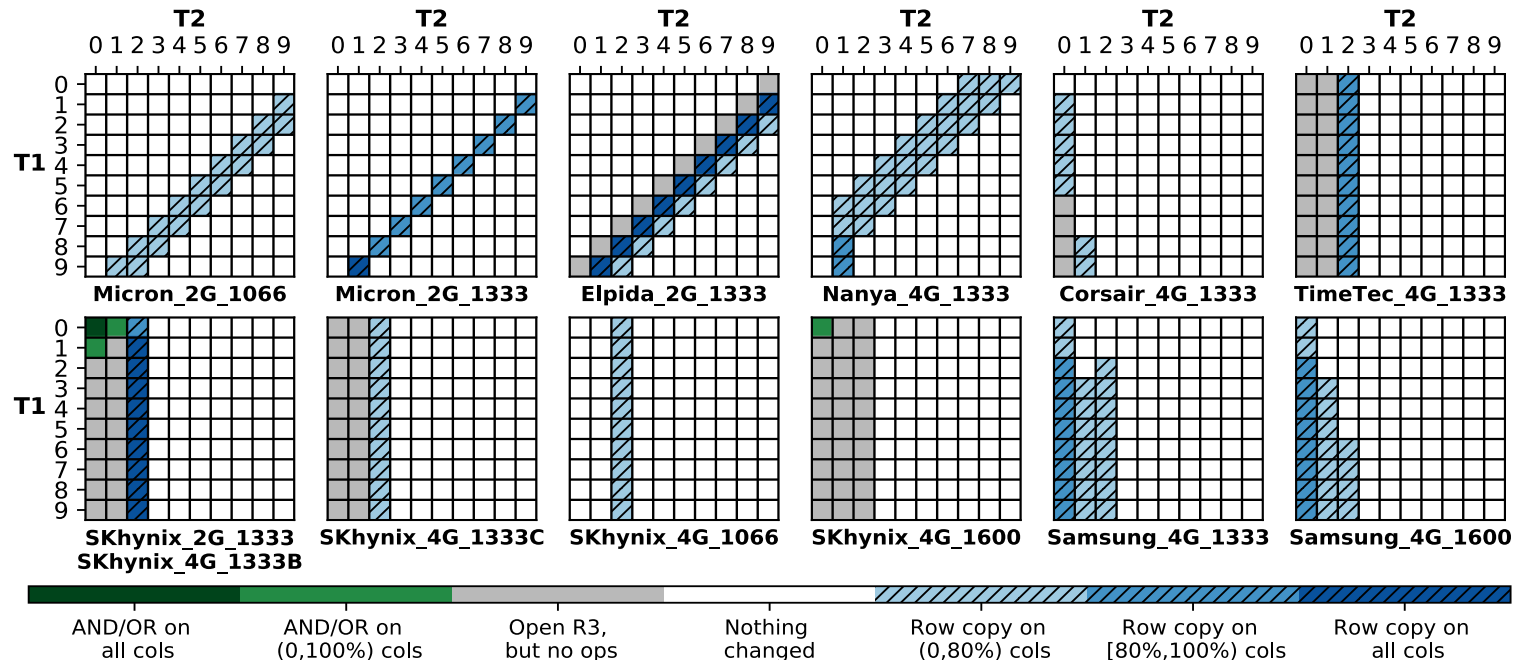 T2 T2 T2 T2 T2 T2
0 1 2 3 4 5 6 7 8 9 0 1 2 3 4 5 6 7 8 9 0 1 2 3 4 5 6 7 8 9 0 1 2 3 4 5 6 7 8 9 0 1 2 3 4 5 6 7 8 9 0 1 2 3 4 5 6 7 8 9
T1
0
1
2
3
4
5
6
7
8
9
Micron_2G_1066 Micron_2G_1333 Elpida_2G_1333 Nanya_4G_1333 Corsair_4G_1333 TimeTec_4G_1333
T1
0
1
2
3
4
5
6
7
8
9
SKhynix_2G_1333 SKhynix_4G_1333C SKhynix_4G_1066 SKhynix_4G_1600 Samsung_4G_1333 Samsung_4G_1600
SKhynix_4G_1333B
AND/OR on AND/OR on Open R3, Nothing Row copy on Row copy on Row copy on
all cols (0,100%) cols but no ops changed (0,80%) cols [80%,100%) cols all cols